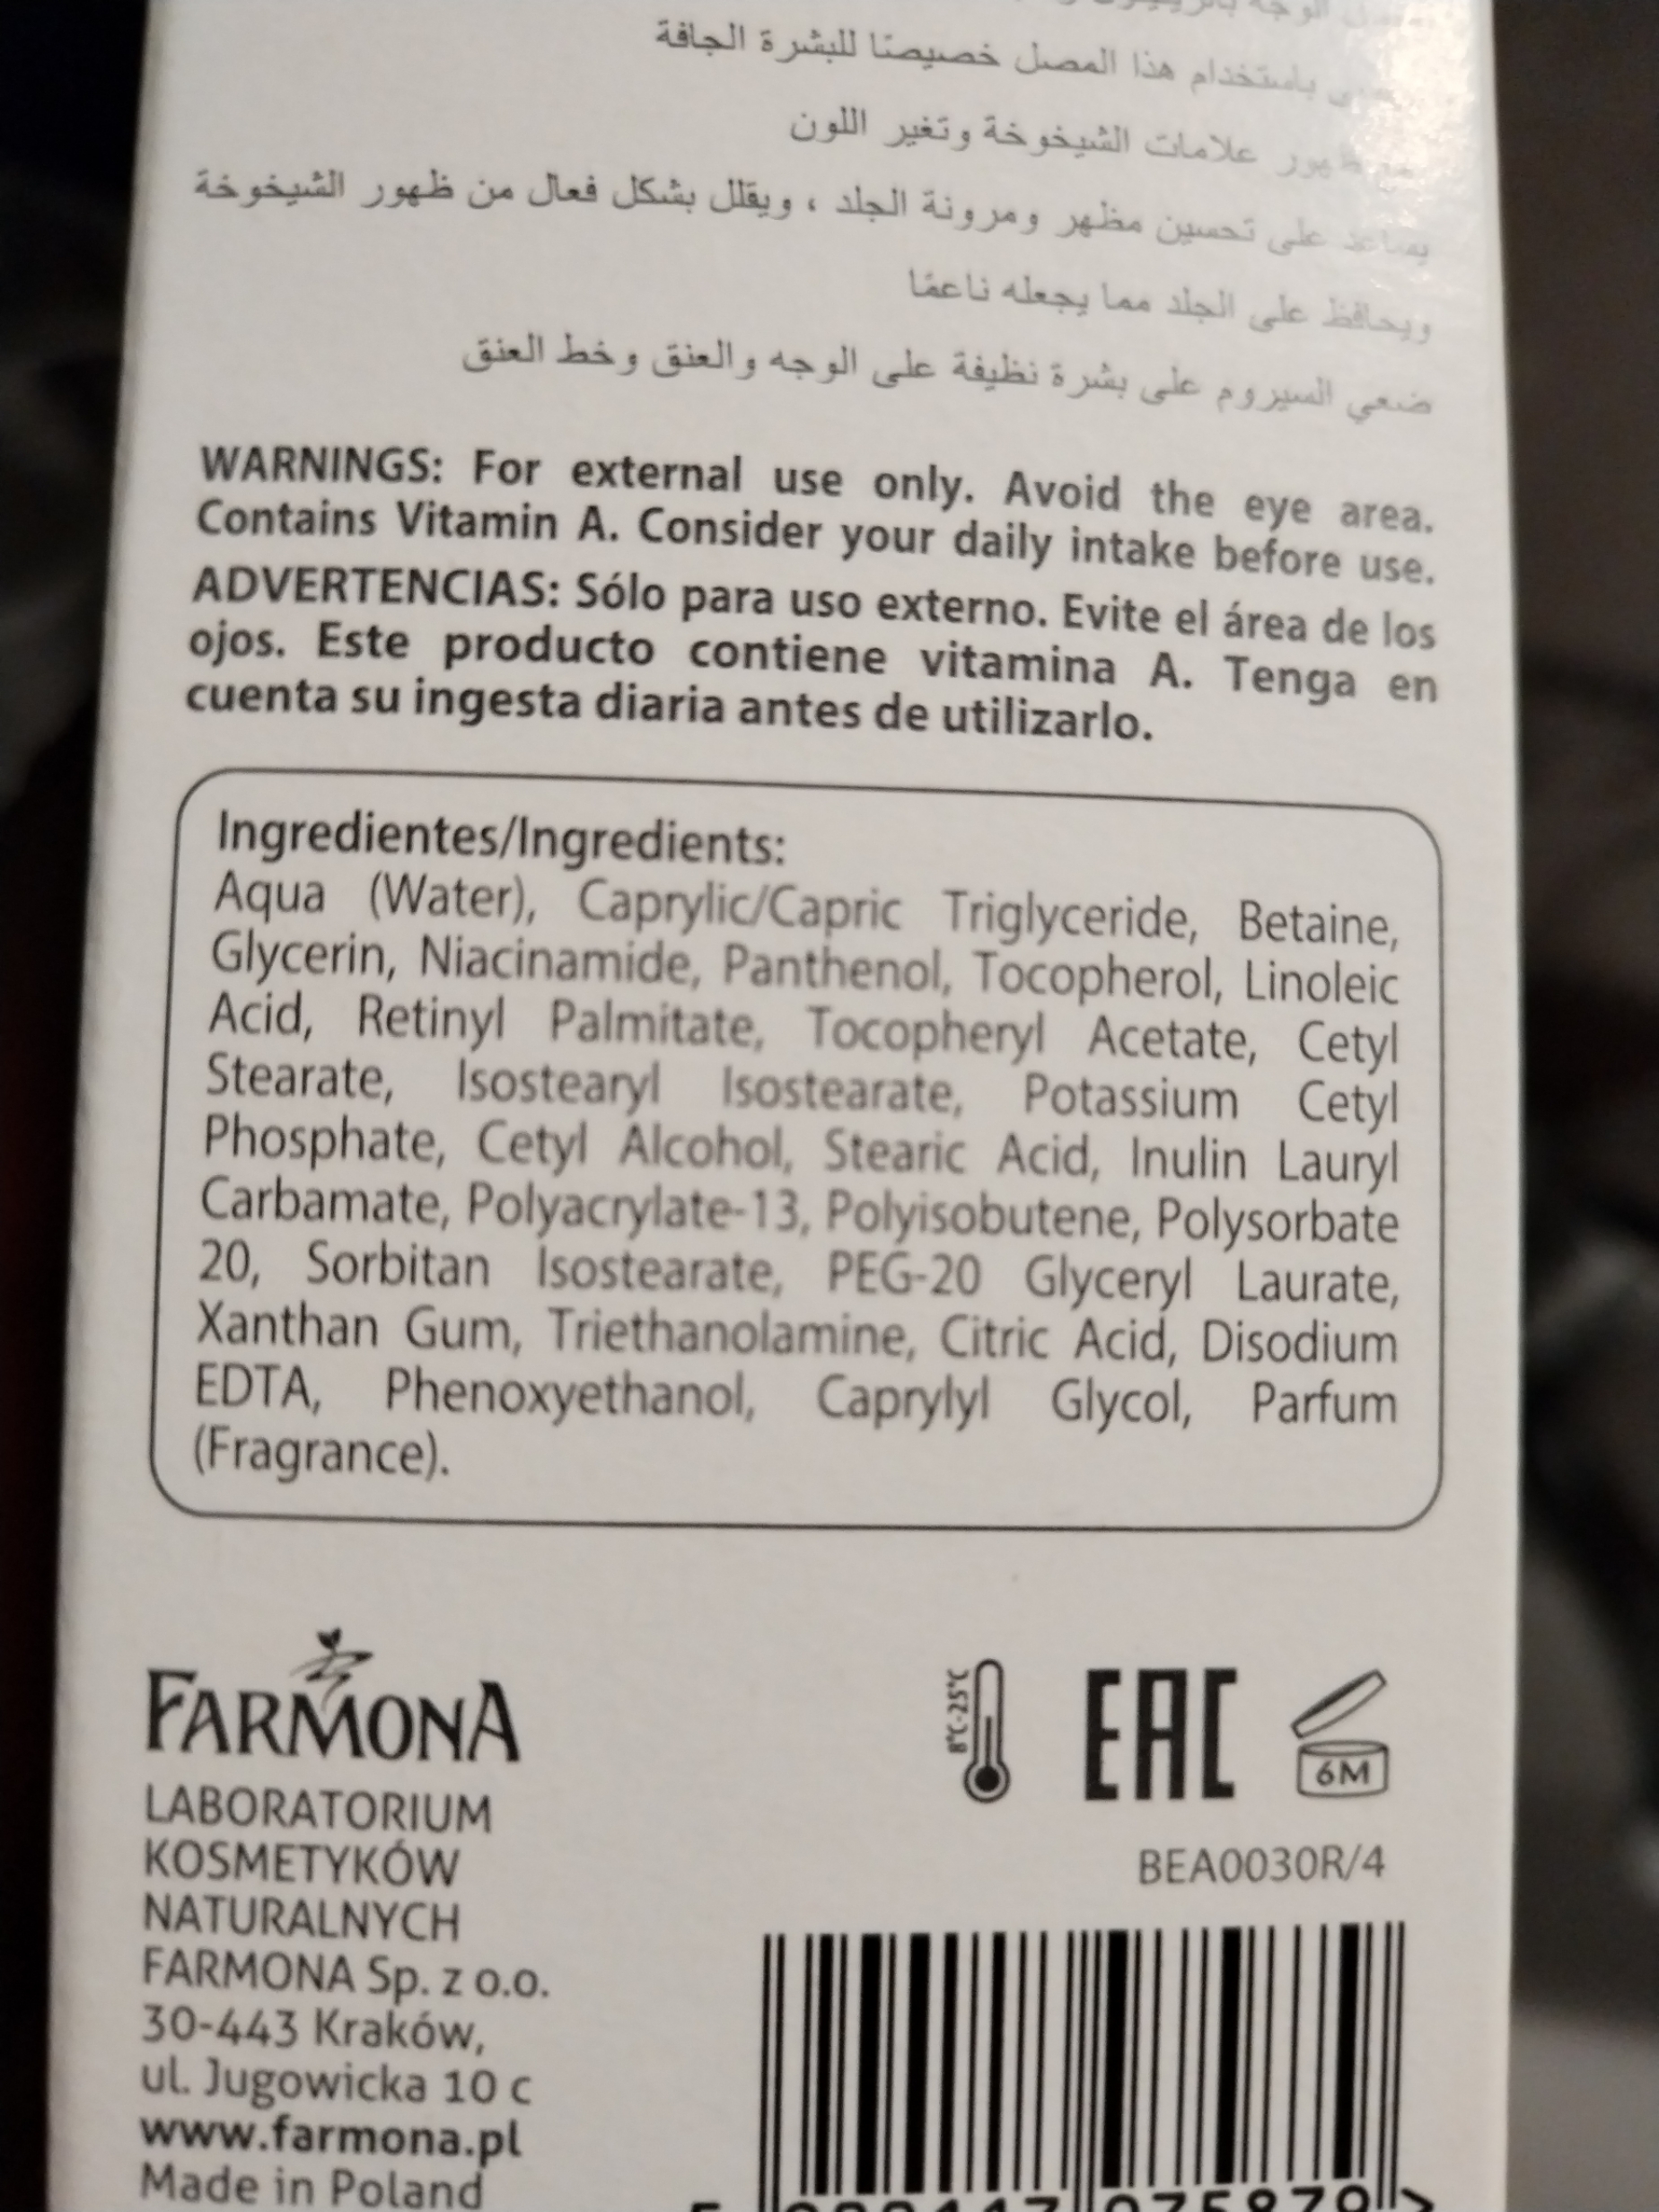 باستخدام هذا المصل خصيصًا للبشرة الجافة
علامات الشيخوخة وتغير اللون
يساعد على تحسين مظهر ومرونة الجلد ، ويقلل بشكل فعال من ظهور الشيخوخة
ويحافظ على الجلد مما يجعله ناعمًا
ضعي السيروم على بشرة نظيفة على الوجه والعنق وخط العنق
WARNINGS: For external use only. Avoid the eye area.
Contains Vitamin A. Consider your daily intake before use.
ADVERTENCIAS: Sólo para uso externo. Evite el área de los
ojos. Este producto contiene vitamina A. Tenga en
cuenta su ingesta diaria antes de utilizarlo.
Ingredientes/Ingredients:
Aqua (Water), Caprylic/Capric Triglyceride, Betaine,
Glycerin, Niacinamide, Panthenol, Tocopherol, Linoleic
Acid, Retinyl Palmitate, Tocopheryl Acetate, Cetyl
Stearate, Isostearyl Isostearate, Potassium Cetyl
Phosphate, Cetyl Alcohol, Stearic Acid, Inulin Lauryl
Carbamate, Polyacrylate-13, Polyisobutene, Polysorbate
20, Sorbitan Isostearate, PEG-20 Glyceryl Laurate,
Xanthan Gum, Triethanolamine, Citric Acid, Disodium
EDTA, Phenoxyethanol, Caprylyl Glycol, Parfum
(Fragrance).
FARMONA
LABORATORIUM
KOSMETYKÓW
NATURALNYCH
FARMONA Sp. z o.o.
30-443 Kraków,
ul. Jugowicka 10 c
www.farmona.pl
Made in Poland
8°C-25°C
EAC
6M
BEA0030R/4